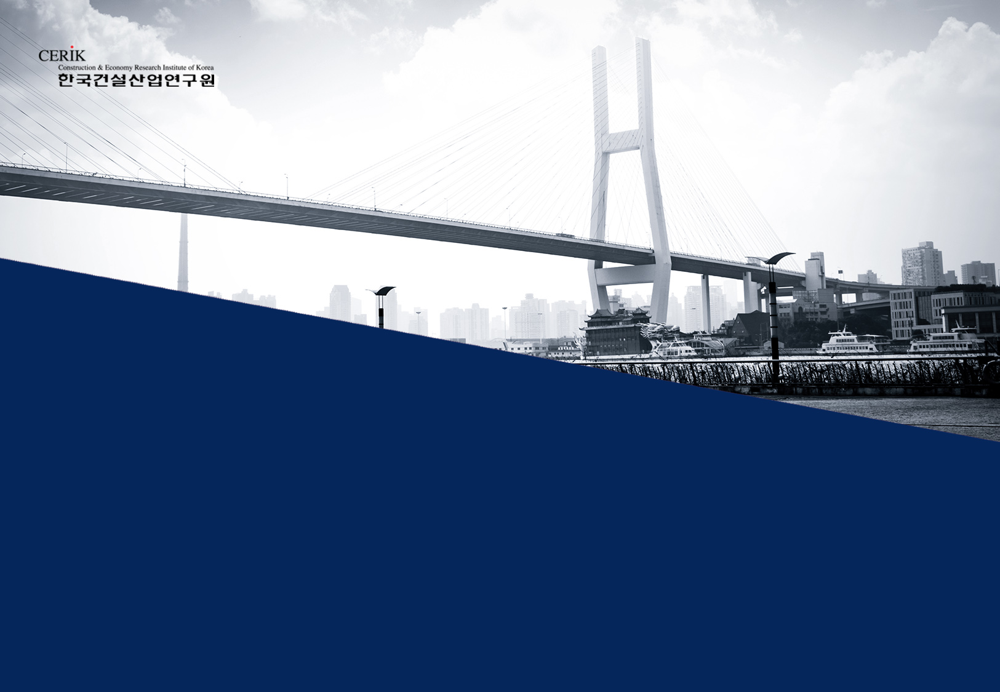 CERIK
Construction & Economy Research Institute of Korea
한국건설산업연구원